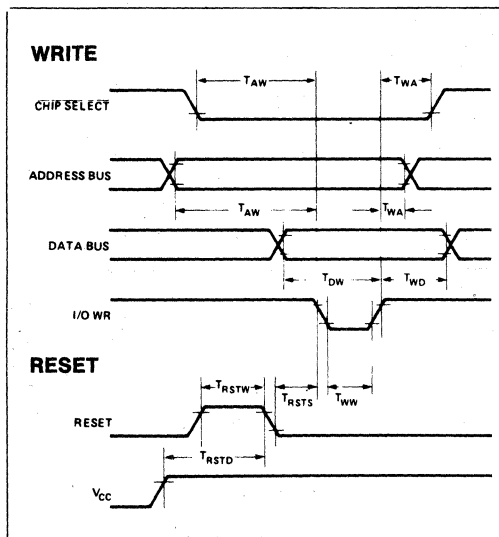 WRITE
TAW
TWA
CHIP SELECT
ADDRESS BUS
TAW
TWA
DATA BUS
TDW
TWD
I/O WR
RESET
TRSTW
TRSTS
TWW
RESET
TRSTD
VCC